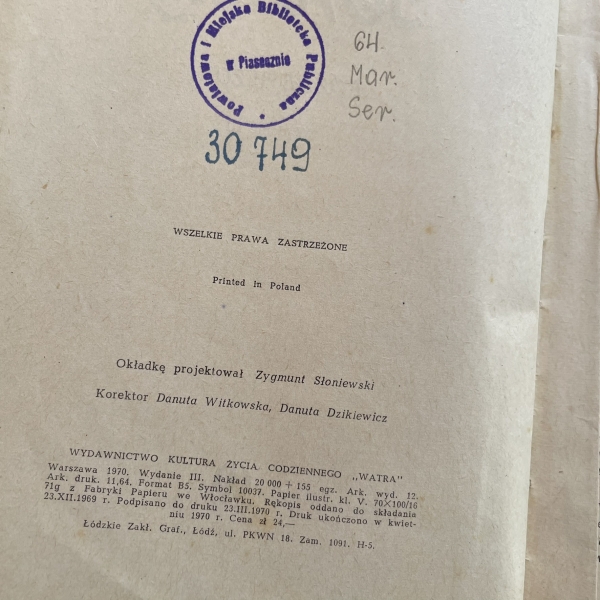 Powiatowa i Miejska Biblioteka Publiczna
w Piasecznie
64.
Mar.
Ser.
30 749
WSZELKIE PRAWA ZASTRZEŻONE
Printed in Poland
Okładkę projektował Zygmunt Słoniewski
Korektor Danuta Witkowska, Danuta Dzikiewicz
WYDAWNICTWO KULTURA ŻYCIA CODZIENNEGO „WATRA"
Warszawa 1970. Wydanie III. Nakład 20 000 + 155 egz. Ark. wyd. 12.
Ark. druk. 11,64. Format B5. Symbol 10037. Papier ilustr. kl. V. 70×100/16
71g z Fabryki Papieru we Włocławku. Rękopis oddano do składania
23.XII.1969 r. Podpisano do druku 23.III.1970 r. Druk ukończono w kwiet-
niu 1970 r. Cena zł 24,—
Łódzkie Zakł. Graf., Łódź, ul. PKWN 18. Zam. 1091. H-5.